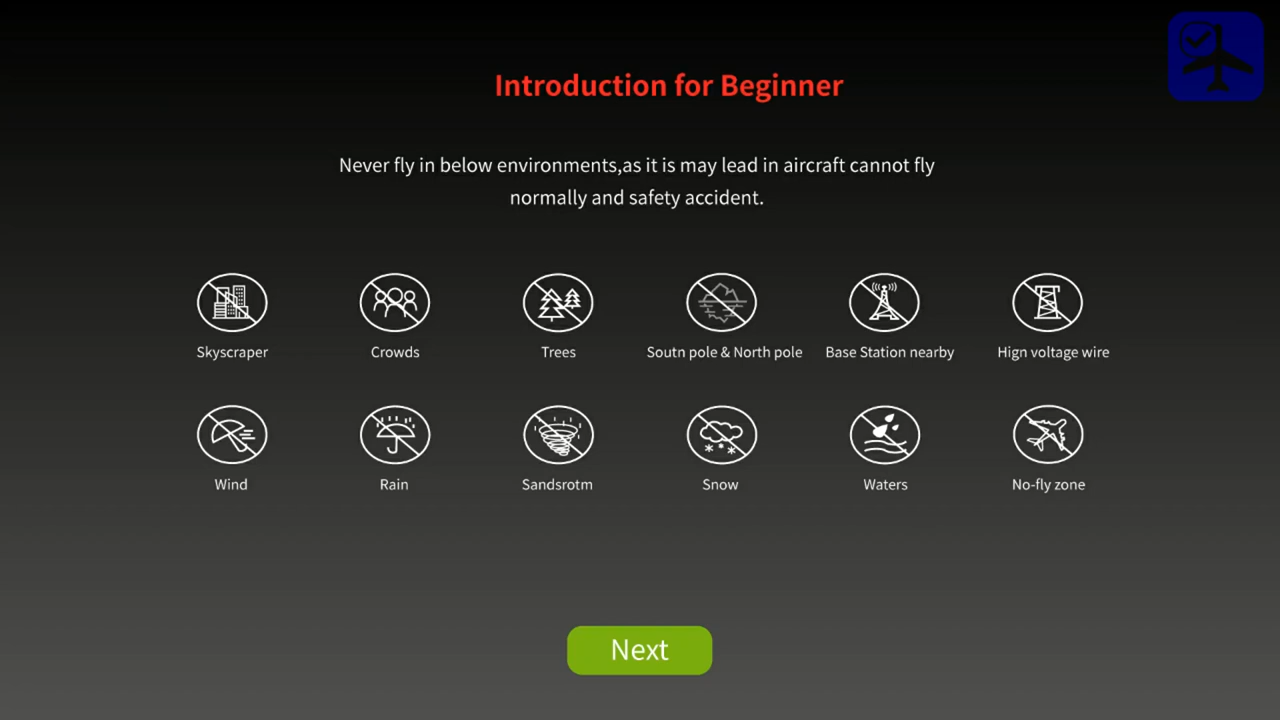 Introduction for Beginner
Never fly in below environments,as it is may lead in aircraft cannot fly
normally and safety accident.
Skyscraper
Crowds
Trees
Soutn pole & North pole
Base Station nearby
Hign voltage wire
Wind
Rain
Sandsrotm
Snow
Waters
No-fly zone
Next